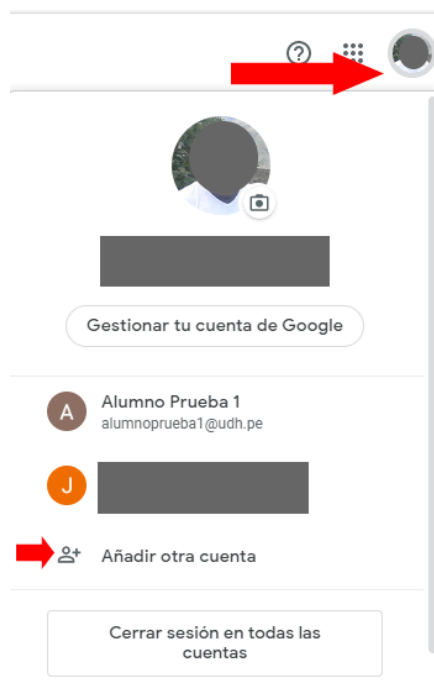 Gestionar tu cuenta de Google
A
Alumno Prueba 1
alumnoprueba1@udh.pe
J
Añadir otra cuenta
Cerrar sesión en todas las
cuentas